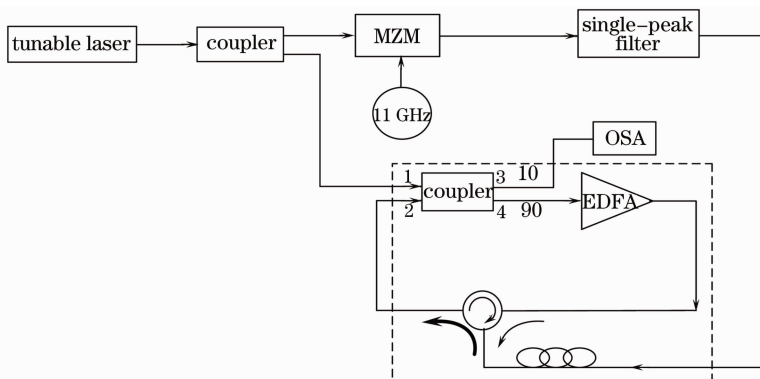 tunable laser
coupler
MZM
single-peak
filter
11 GHz
OSA
1
2
coupler
3 10
4 90
EDFA